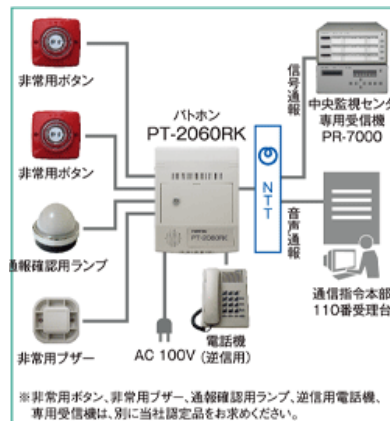 非常用ボタン
非常用ボタン
通報確認用ランプ
非常用ブザー
パトホン
PT-2060RK
PT-2060RK
AC 100V
電話機
(逆信用)
NTT
信号通報
音声通報
中央監視センタ
専用受信機
PR-7000
通信指令本部
110番受理台
※非常用ボタン、非常用ブザー、通報確認用ランプ、逆信用電話機、
専用受信機は、別に当社認定品をお求めください。